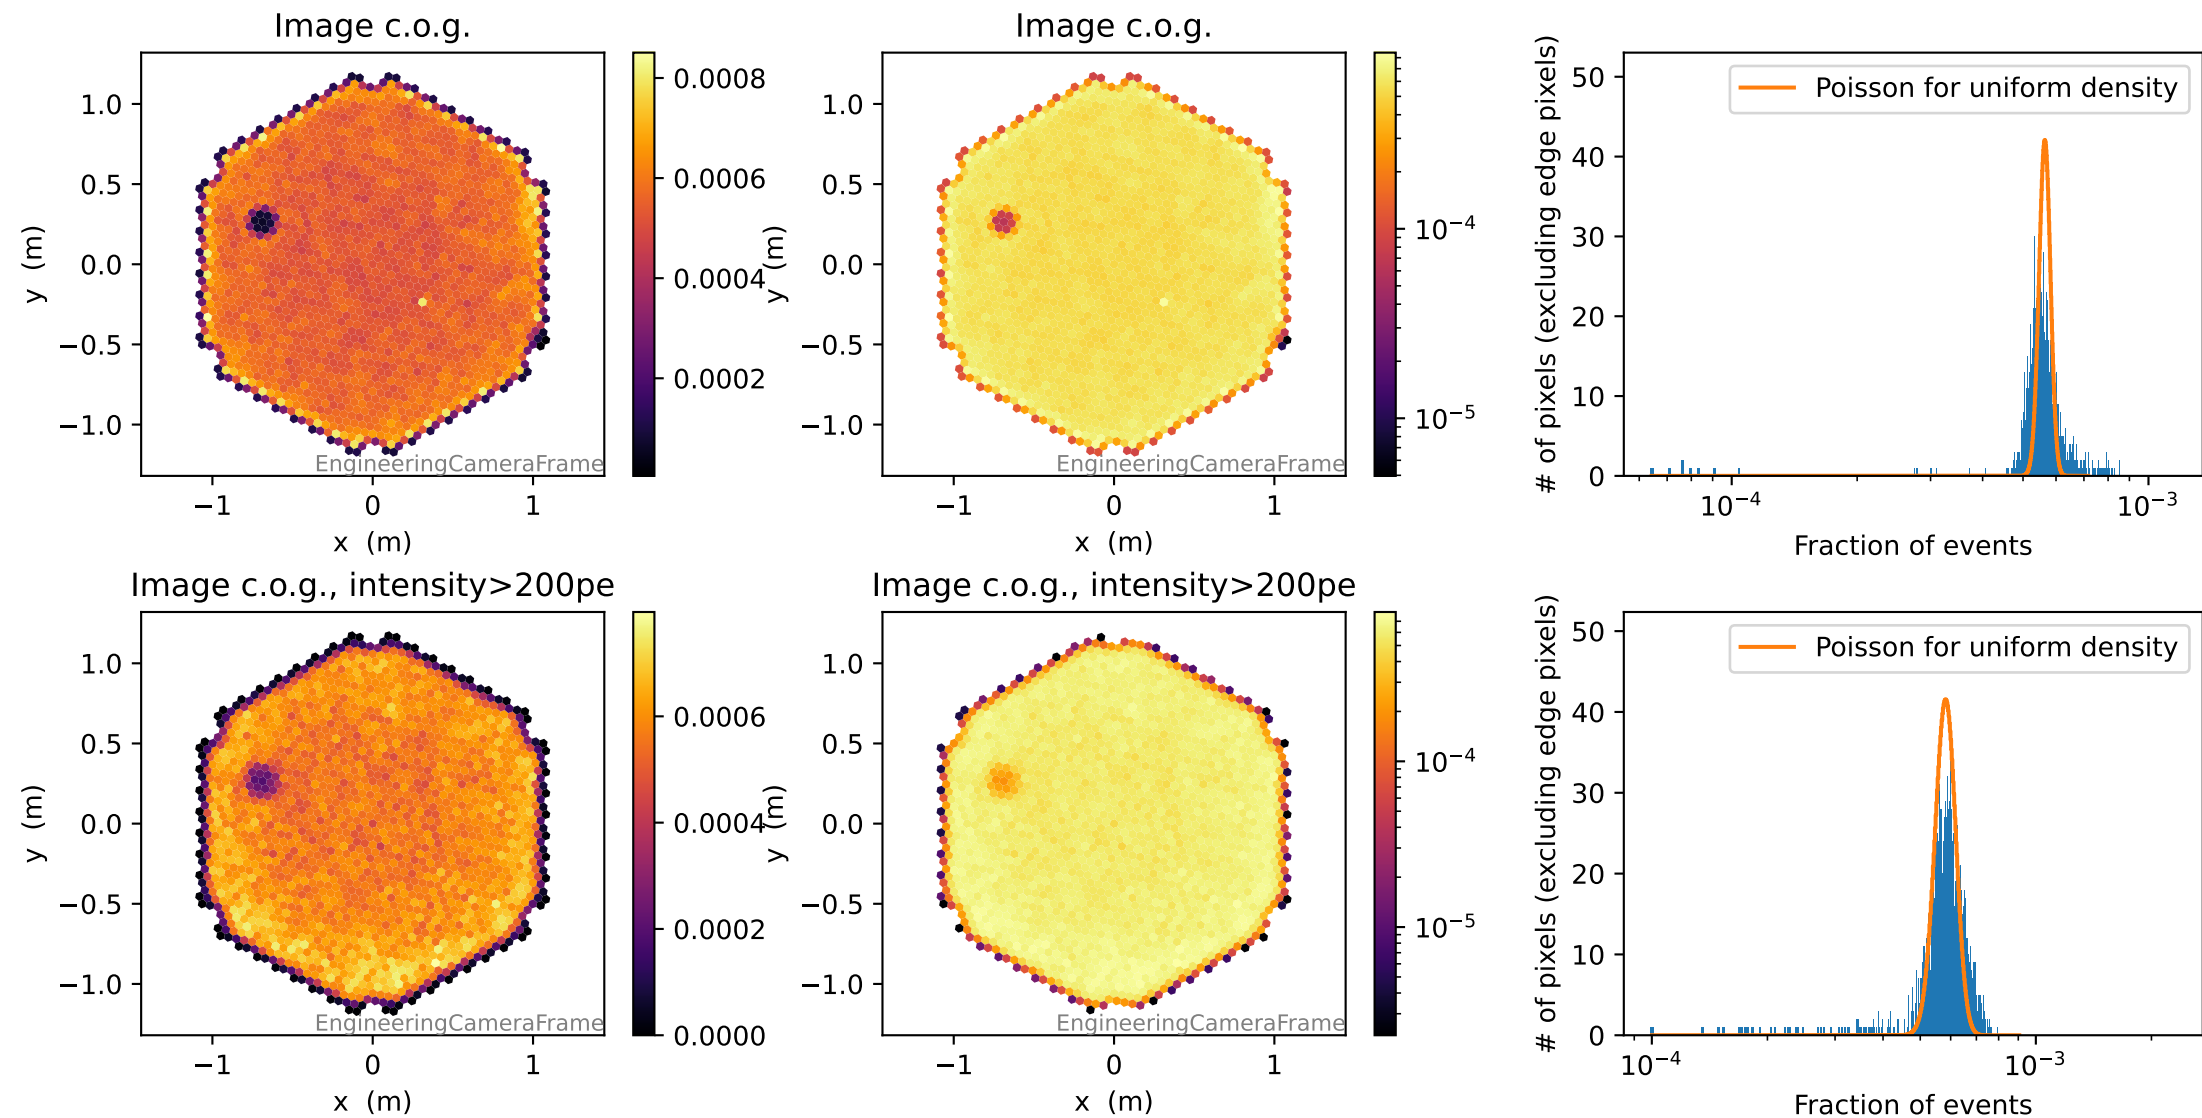 Image c.o.g.
1.0
0.5
0.0
−0.5
−1.0
y (m)
−1
0
1
x (m)
EngineeringCameraFrame
0.0008
0.0006
0.0004
0.0002
Image c.o.g.
1.0
0.5
0.0
−0.5
−1.0
y (m)
−1
0
1
x (m)
EngineeringCameraFrame
10⁻⁴
10⁻⁵
50
40
30
20
10
0
# of pixels (excluding edge pixels)
Poisson for uniform density
10⁻⁴
10⁻³
Fraction of events
Image c.o.g., intensity>200pe
1.0
0.5
0.0
−0.5
−1.0
y (m)
−1
0
1
x (m)
EngineeringCameraFrame
0.0006
0.0004
0.0002
0.0000
Image c.o.g., intensity>200pe
1.0
0.5
0.0
−0.5
−1.0
y (m)
−1
0
1
x (m)
EngineeringCameraFrame
10⁻⁴
10⁻⁵
50
40
30
20
10
0
# of pixels (excluding edge pixels)
Poisson for uniform density
10⁻⁴
10⁻³
Fraction of events